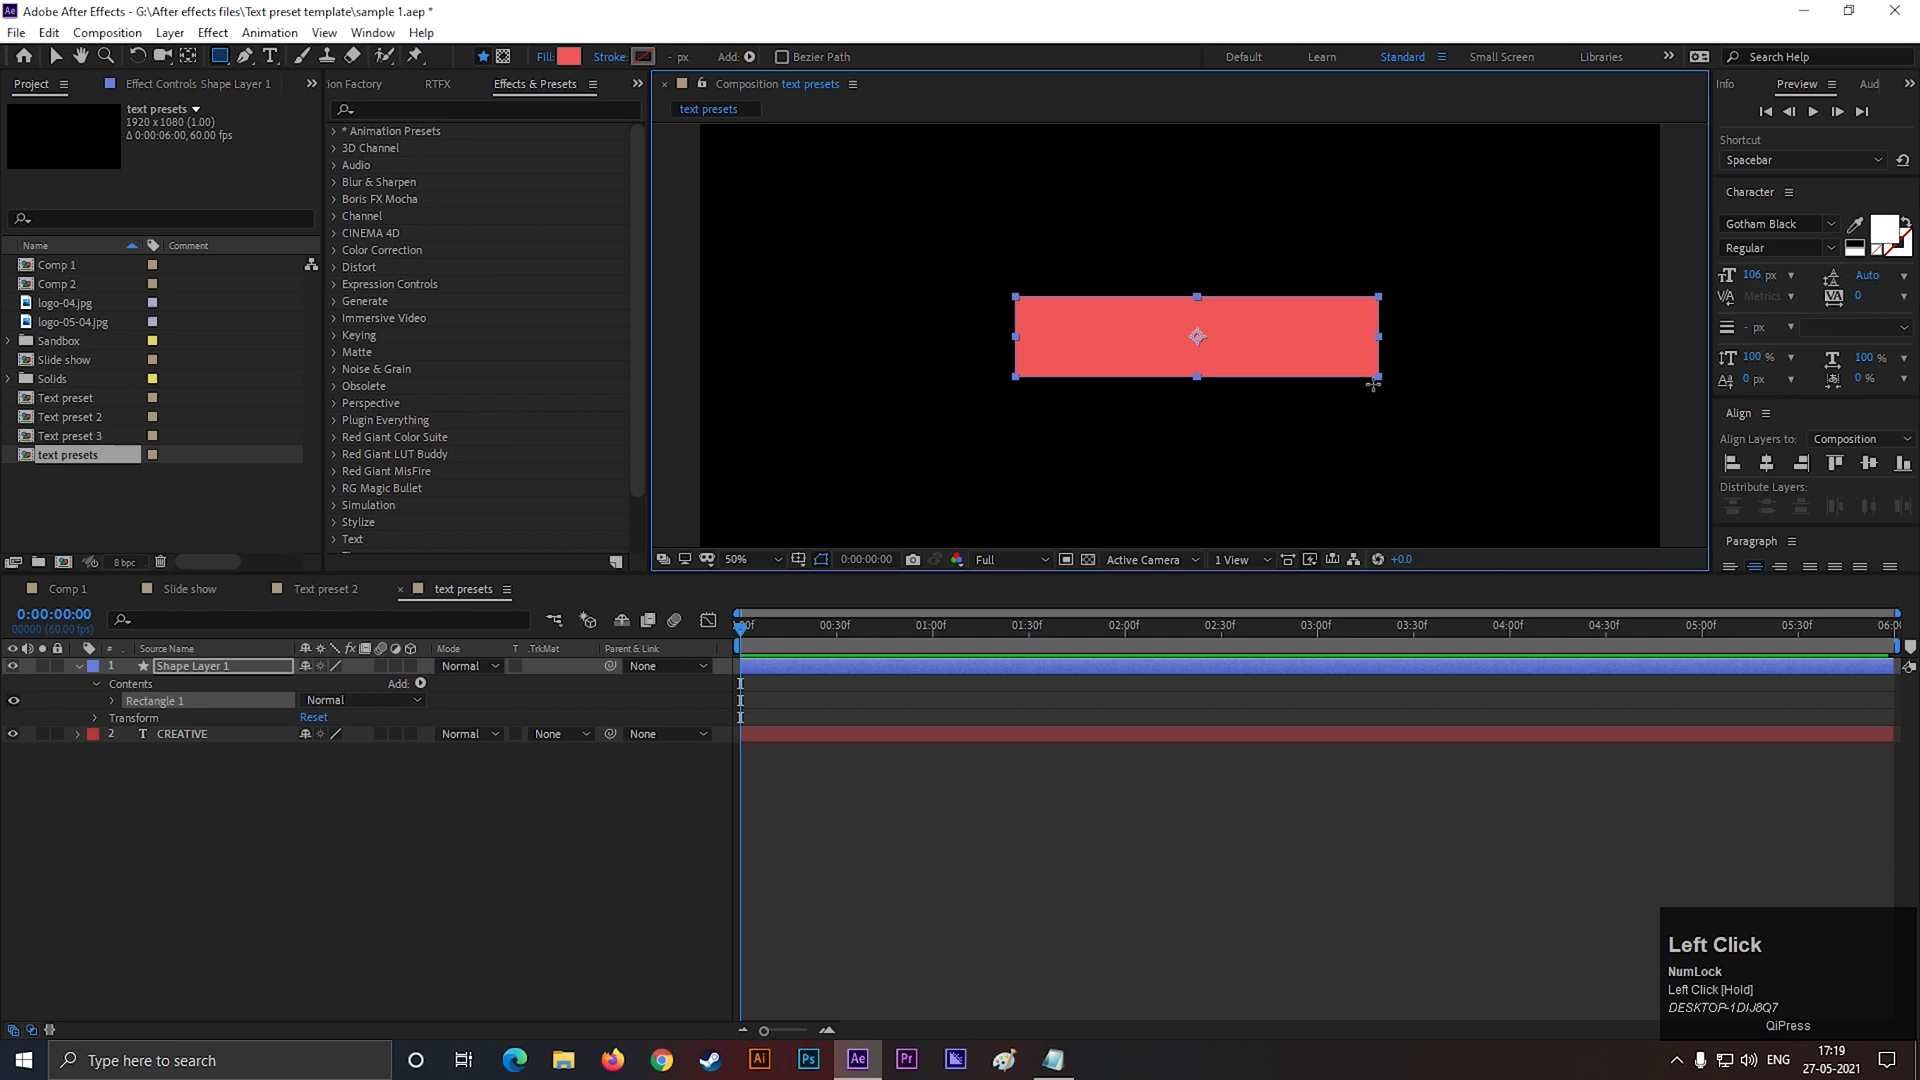 Adobe After Effects - G:\After effects files\Text preset template\sample 1.aep *
File Edit Composition Layer Effect Animation View Window Help
Fill: Stroke: - px Add: Bezier Path Default Learn Standard Small Screen Libraries Search Help
Project Effect Controls Shape Layer 1 ion Factory RTFX Effects & Presets Composition text presets Info Preview Aud
text presets
1920 x 1080 (1.00)
Δ 0:00:06:00, 60.00 fps
text presets
* Animation Presets
3D Channel
Audio
Blur & Sharpen
Boris FX Mocha
Channel
CINEMA 4D
Color Correction
Distort
Expression Controls
Generate
Immersive Video
Keying
Matte
Noise & Grain
Obsolete
Perspective
Plugin Everything
Red Giant Color Suite
Red Giant LUT Buddy
Red Giant MisFire
RG Magic Bullet
Simulation
Stylize
Text
Name Comment
Comp 1
Comp 2
logo-04.jpg
logo-05-04.jpg
Sandbox
Slide show
Solids
Text preset
Text preset 2
Text preset 3
text presets
8 bpc
50% 0:00:00:00 Full Active Camera 1 View +0.0
Shortcut
Spacebar
Character
Gotham Black
Regular
106 px Auto
Metrics 0
- px
100 % 100 %
0 px 0 %
Align
Align Layers to: Composition
Distribute Layers:
Paragraph
Comp 1 Slide show Text preset 2 text presets
0:00:00:00
00000 (60.00 fps)
00:30f 01:00f 01:30f 02:00f 02:30f 03:00f 03:30f 04:00f 04:30f 05:00f 05:30f 06:0
# Source Name Mode T .TrkMat Parent & Link
1 Shape Layer 1 Normal None
Contents Add:
Rectangle 1 Normal
Transform Reset
2 T CREATIVE Normal None None
Left Click
NumLock
Left Click [Hold]
DESKTOP-1DIJ8Q7
QiPress
Type here to search
Ai Ps Ae Pr
ENG
17:19
27-05-2021